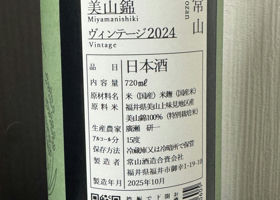 常山
ozan
美山錦
Miyamanishiki
ヴィンテージ2024
Vintage
品目 日本酒
内容量 720ml
原材料名 米(国産)米麹(国産米)
原料米 福井県美山上味見地区産
美山錦100%(特別栽培米)
生産農家 廣瀬 研一
アルコール分 15度
保存方法 冷蔵庫又は冷暗所で保管
製造者 常山酒造合資会社
福井県福井市御幸1-19-10
製造年月 2025年10月